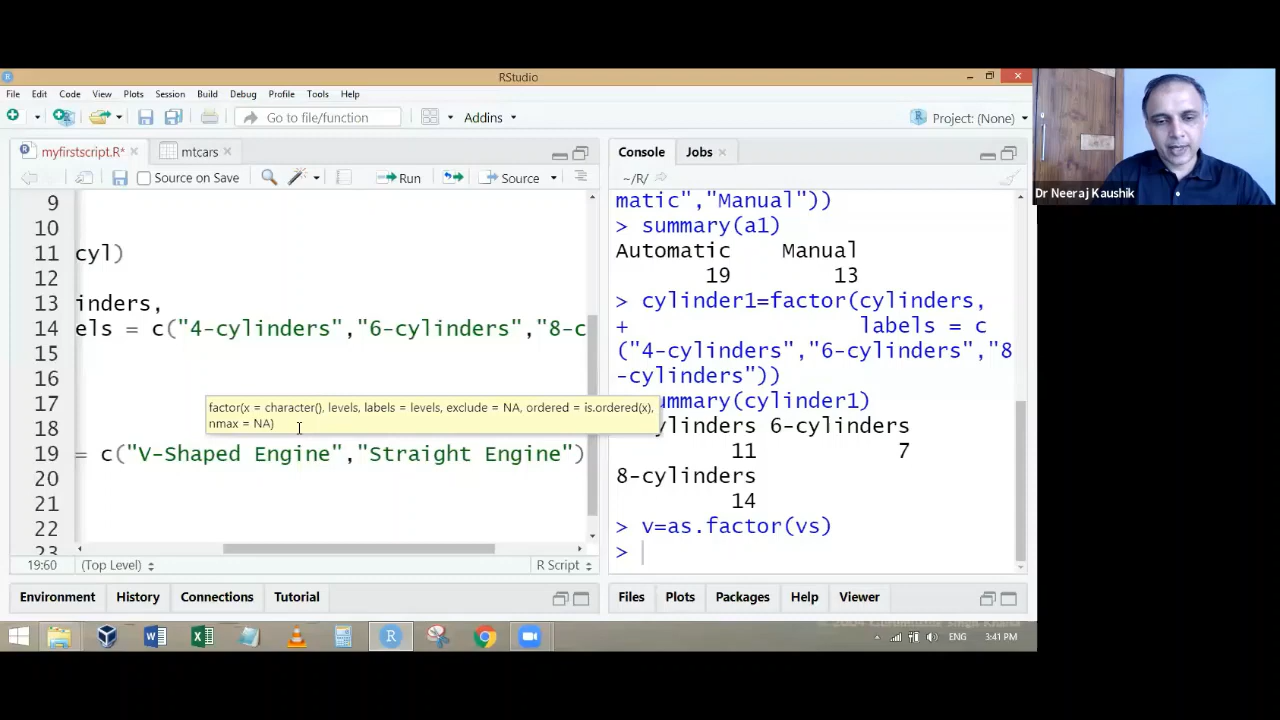 RStudio
File Edit Code View Plots Session Build Debug Profile Tools Help
Go to file/function Addins Project: (None)
myfirstscript.R* mtcars
Console Jobs
Source on Save Run Source
~/R/
9
10
11 cyl)
12
13 inders,
14 els = c("4-cylinders","6-cylinders","8-c
15
16
17
18
19 = c("V-Shaped Engine","Straight Engine")
20
21
22
23
factor(x = character(), levels, labels = levels, exclude = NA, ordered = is.ordered(x),
nmax = NA)
19:60 (Top Level) R Script
matic","Manual"))
> summary(a1)
Automatic Manual
19 13
> cylinder1=factor(cylinders,
+ labels = c
("4-cylinders","6-cylinders","8
-cylinders"))
ummary(cylinder1)
ylinders 6-cylinders
11 7
8-cylinders
14
> v=as.factor(vs)
>
Environment History Connections Tutorial
Files Plots Packages Help Viewer
ENG 3:41 PM
Dr Neeraj Kaushik